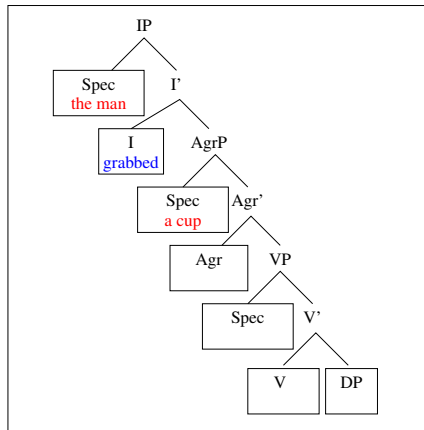 IP
Spec
the man
I'
I
grabbed
AgrP
Spec
a cup
Agr'
Agr
VP
Spec
V'
V
DP